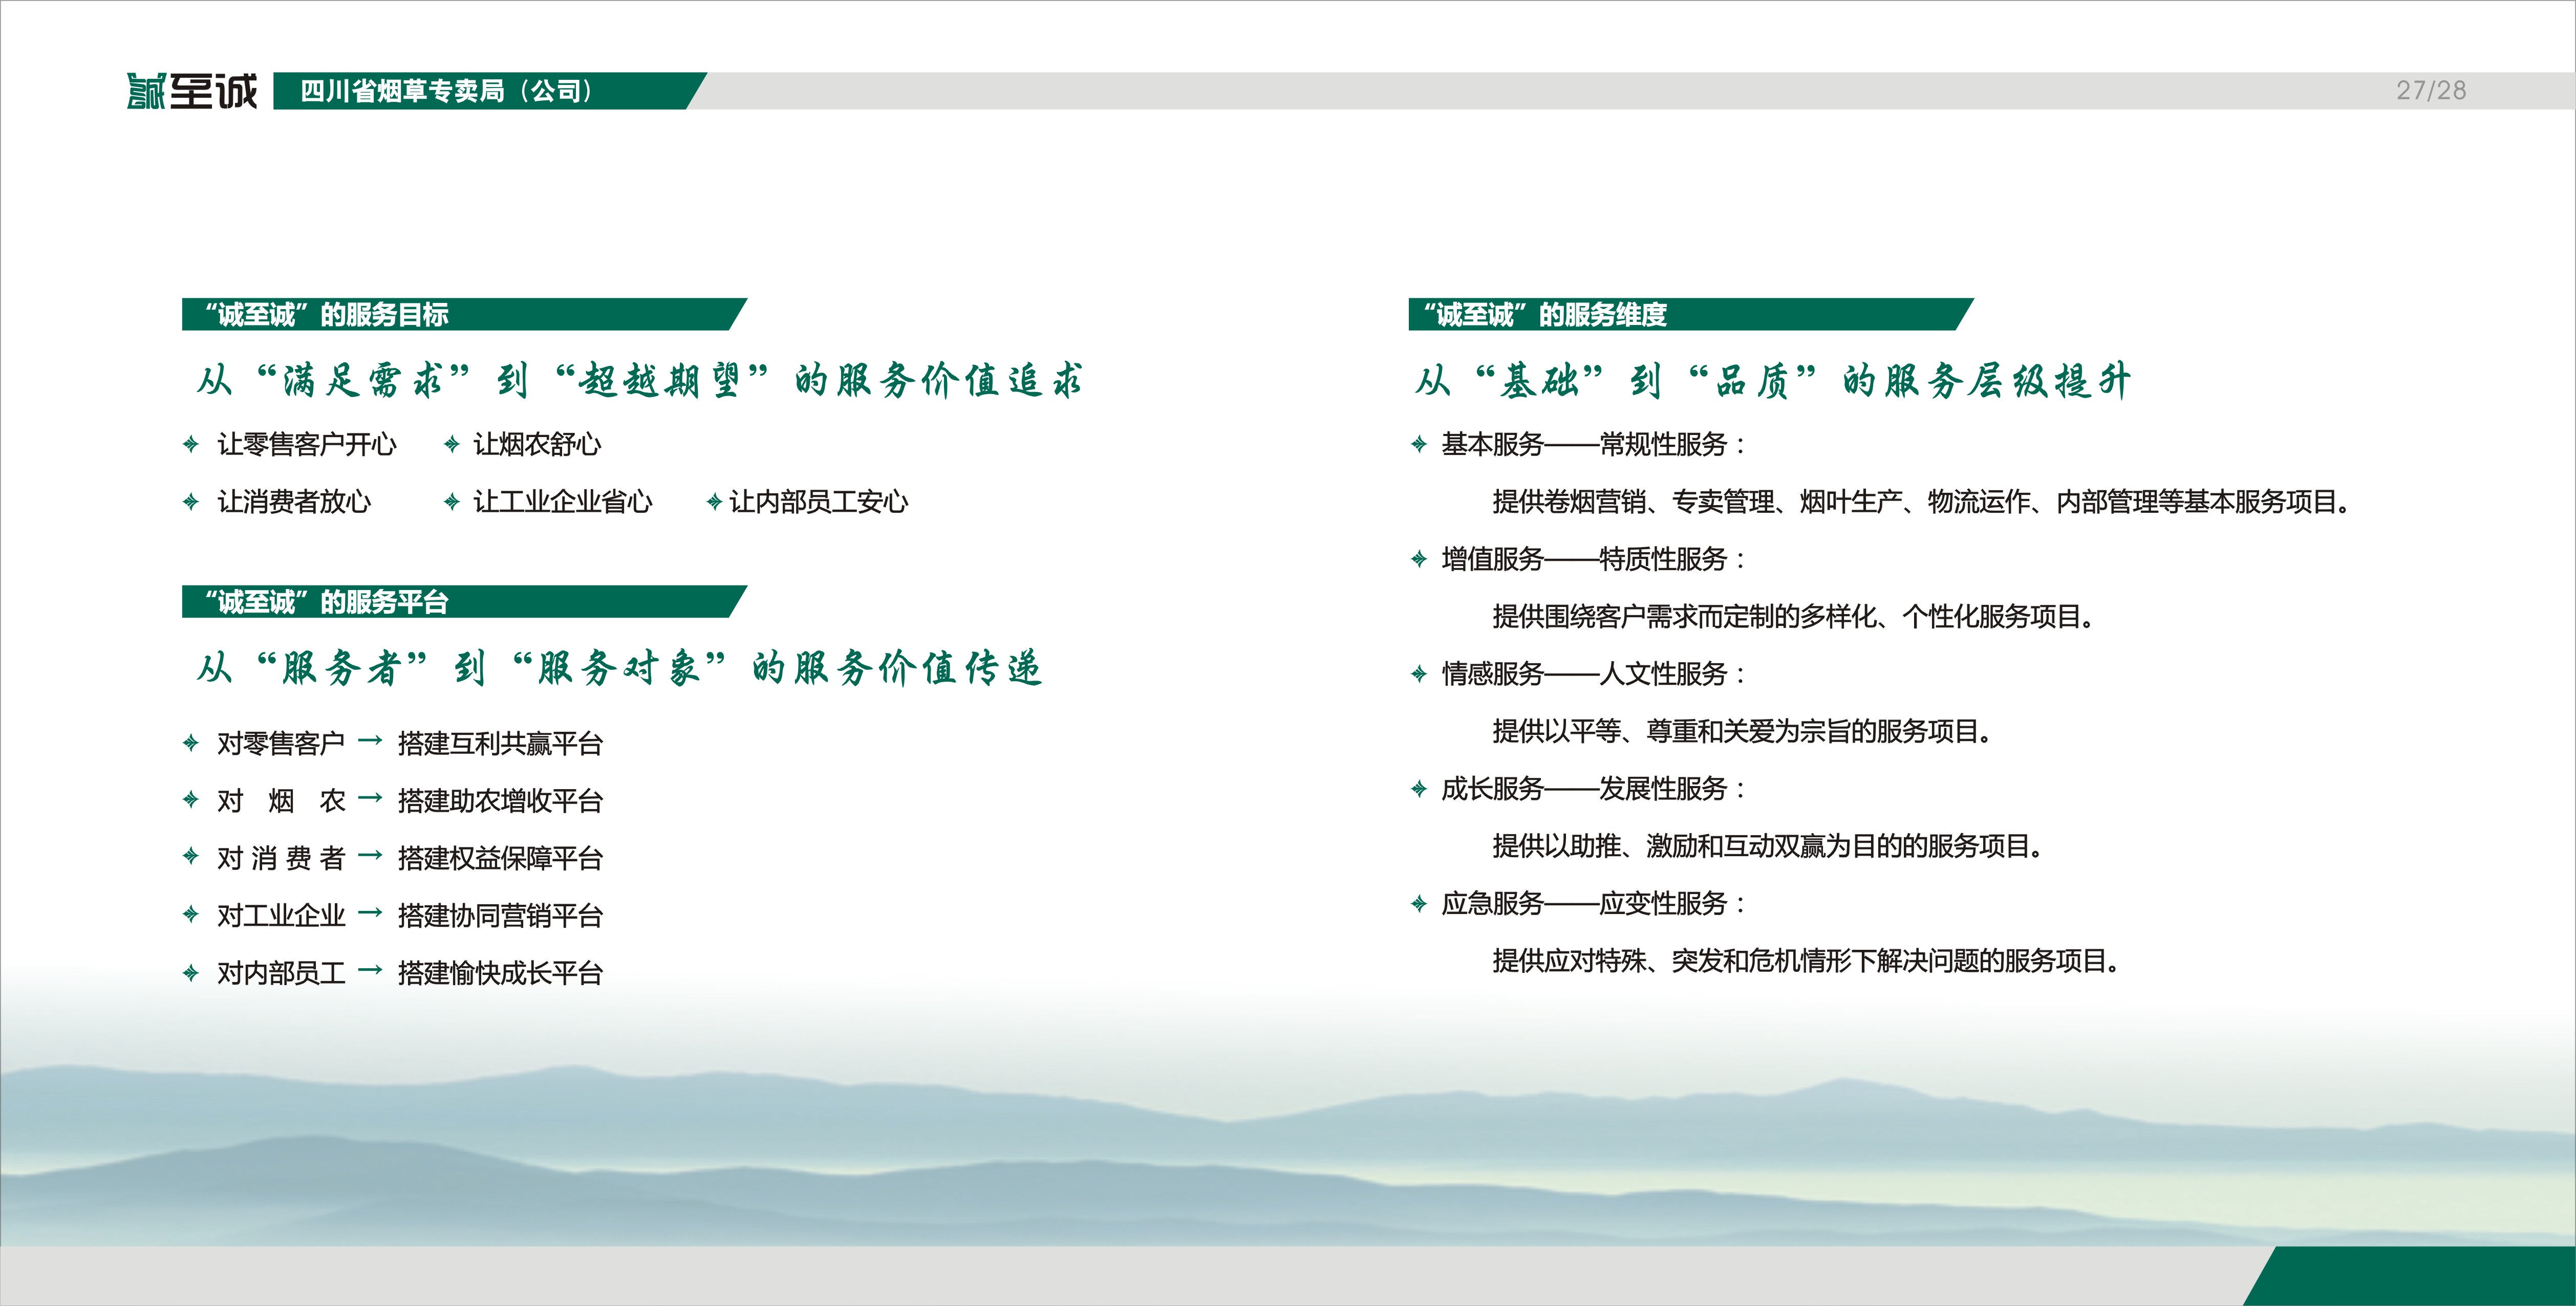 誠至诚 四川省烟草专卖局（公司） 27/28
“诚至诚”的服务目标
从“满足需求”到“超越期望”的服务价值追求
让零售客户开心 让烟农舒心
让消费者放心 让工业企业省心 让内部员工安心
“诚至诚”的服务平台
从“服务者”到“服务对象”的服务价值传递
对零售客户 → 搭建互利共赢平台
对 烟 农 → 搭建助农增收平台
对 消 费 者 → 搭建权益保障平台
对工业企业 → 搭建协同营销平台
对内部员工 → 搭建愉快成长平台
“诚至诚”的服务维度
从“基础”到“品质”的服务层级提升
基本服务——常规性服务：
提供卷烟营销、专卖管理、烟叶生产、物流运作、内部管理等基本服务项目。
增值服务——特质性服务：
提供围绕客户需求而定制的多样化、个性化服务项目。
情感服务——人文性服务：
提供以平等、尊重和关爱为宗旨的服务项目。
成长服务——发展性服务：
提供以助推、激励和互动双赢为目的的服务项目。
应急服务——应变性服务：
提供应对特殊、突发和危机情形下解决问题的服务项目。